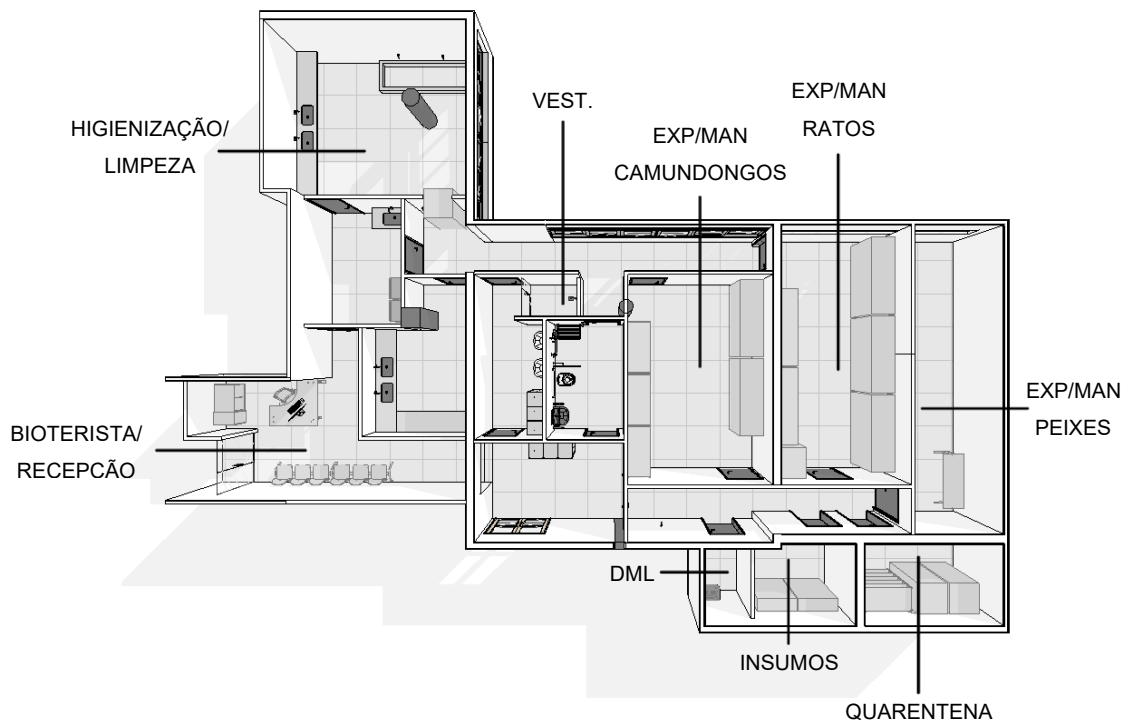 EXP/MAN
RATOS
VEST.
HIGIENIZAÇÃO/
LIMPEZA
EXP/MAN
CAMUNDONGOS
EXP/MAN
PEIXES
BIOTERISTA/
RECEPCÃO
DML
INSUMOS
QUARENTENA